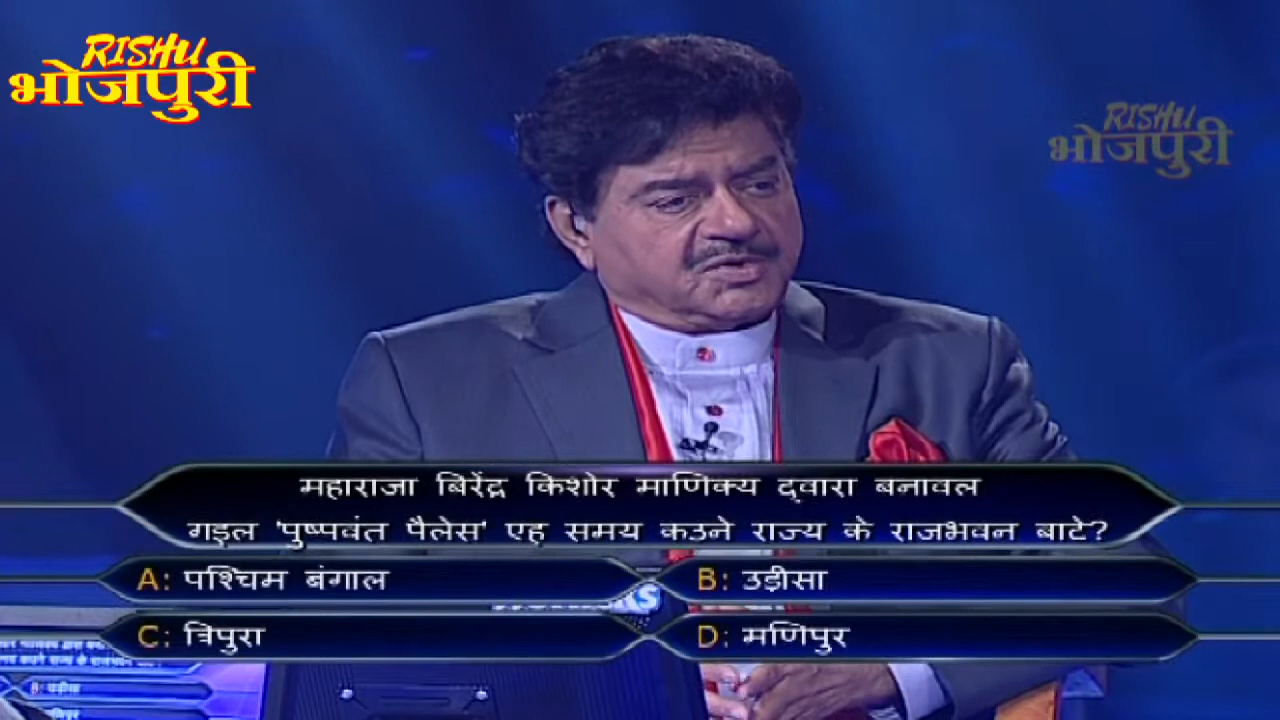 RISHU
भोजपुरी
RISHU
भोजपुरी
महाराजा बिरेंद्र किशोर माणिक्य द्वारा बनावल
गइल 'पुष्पवंत पैलेस' एह समय कउने राज्य के राजभवन बाटे?
A: पश्चिम बंगाल
B: उड़ीसा
C: त्रिपुरा
D: मणिपुर